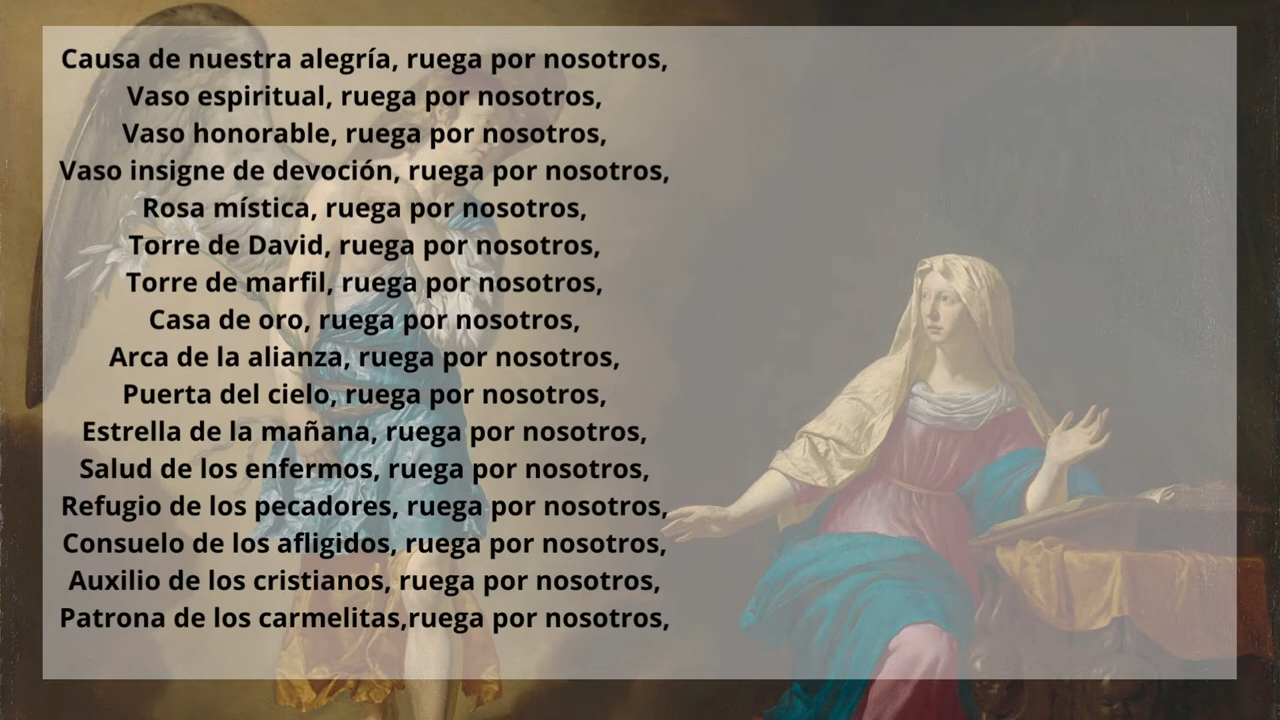 Causa de nuestra alegría, ruega por nosotros,
Vaso espiritual, ruega por nosotros,
Vaso honorable, ruega por nosotros,
Vaso insigne de devoción, ruega por nosotros,
Rosa mística, ruega por nosotros,
Torre de David, ruega por nosotros,
Torre de marfil, ruega por nosotros,
Casa de oro, ruega por nosotros,
Arca de la alianza, ruega por nosotros,
Puerta del cielo, ruega por nosotros,
Estrella de la mañana, ruega por nosotros,
Salud de los enfermos, ruega por nosotros,
Refugio de los pecadores, ruega por nosotros,
Consuelo de los afligidos, ruega por nosotros,
Auxilio de los cristianos, ruega por nosotros,
Patrona de los carmelitas,ruega por nosotros,